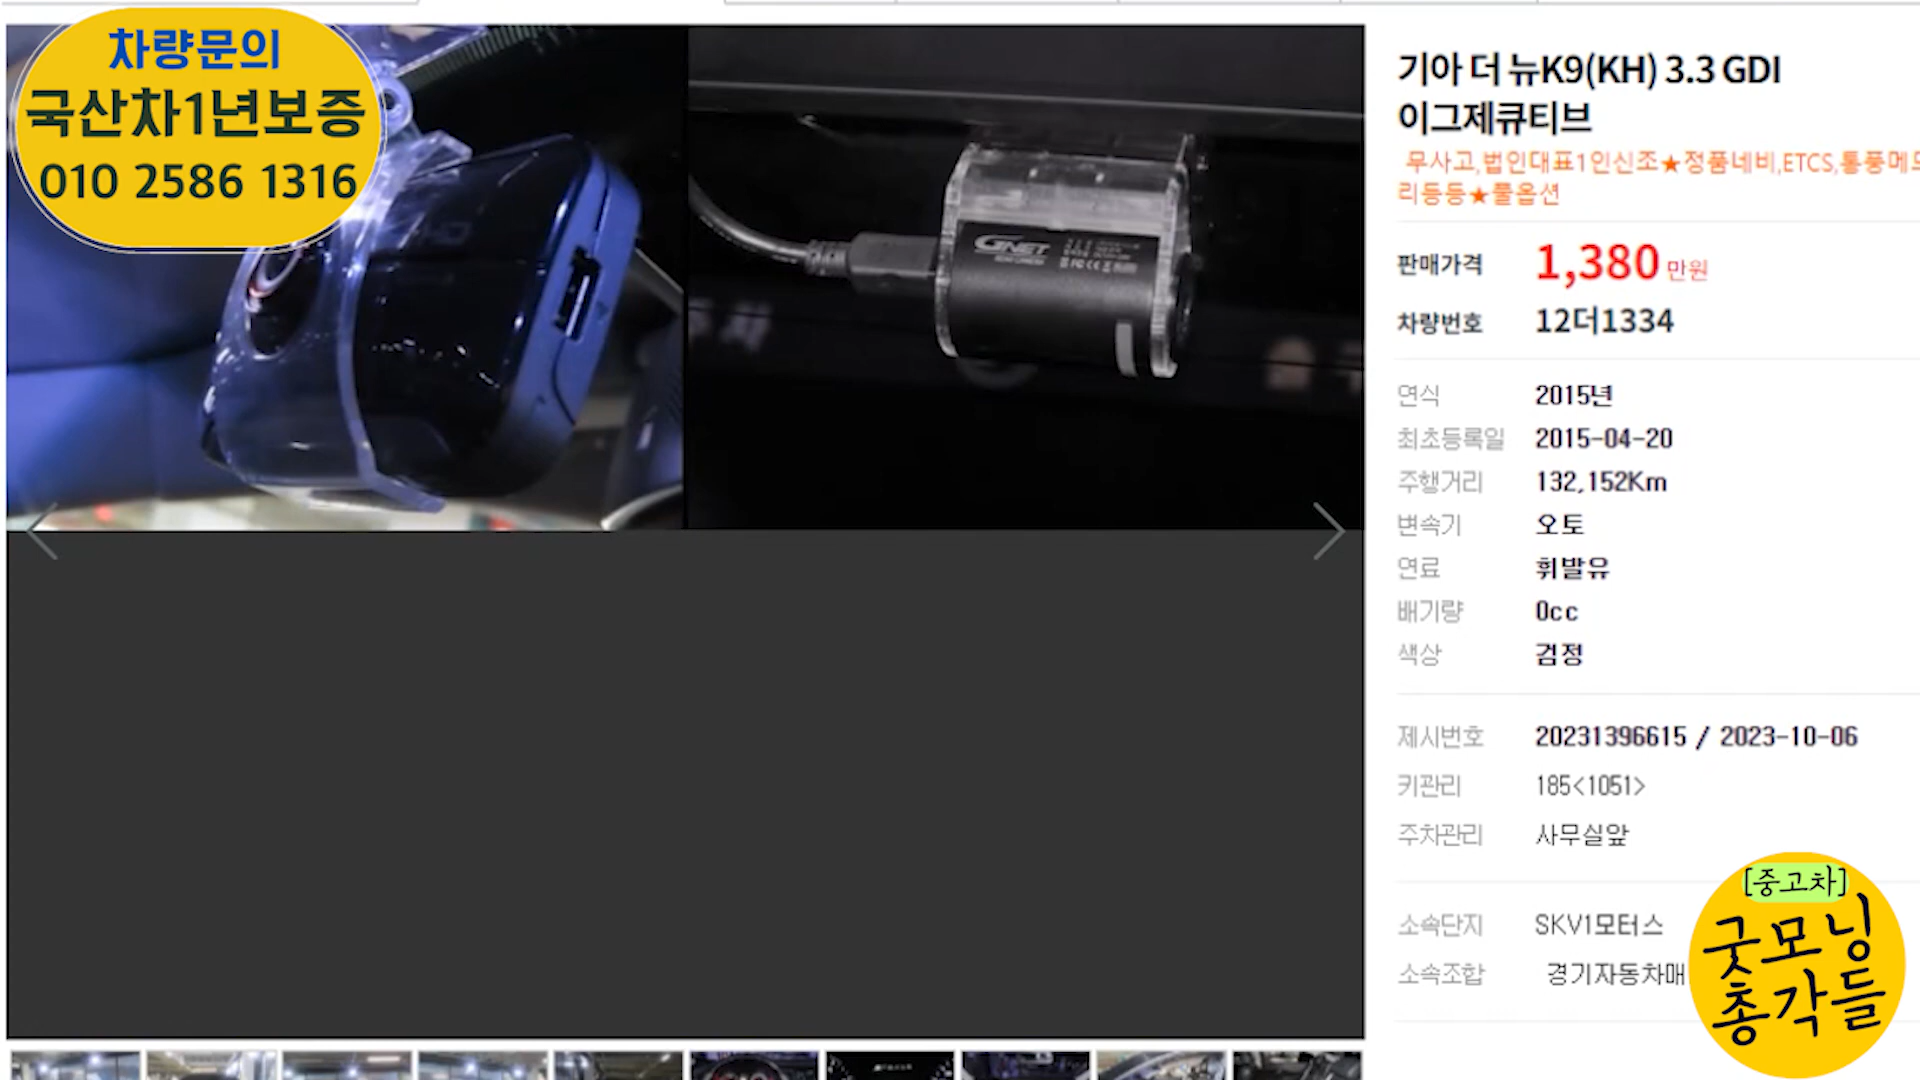 차량문의
국산차1년보증
010 2586 1316
GNET
기아 더 뉴K9(KH) 3.3 GDI
이그제큐티브
무사고,법인대표1인신조★정품네비,ETCS,통풍메모
리등등★풀옵션
판매가격 1,380 만원
차량번호 12더1334
연식 2015년
최초등록일 2015-04-20
주행거리 132,152Km
변속기 오토
연료 휘발유
배기량 0cc
색상 검정
제시번호 20231396615 / 2023-10-06
키관리 185<1051>
주차관리 사무실앞
소속단지 SKV1모터스
소속조합 경기자동차매
[중고차]
굿모닝
총각들